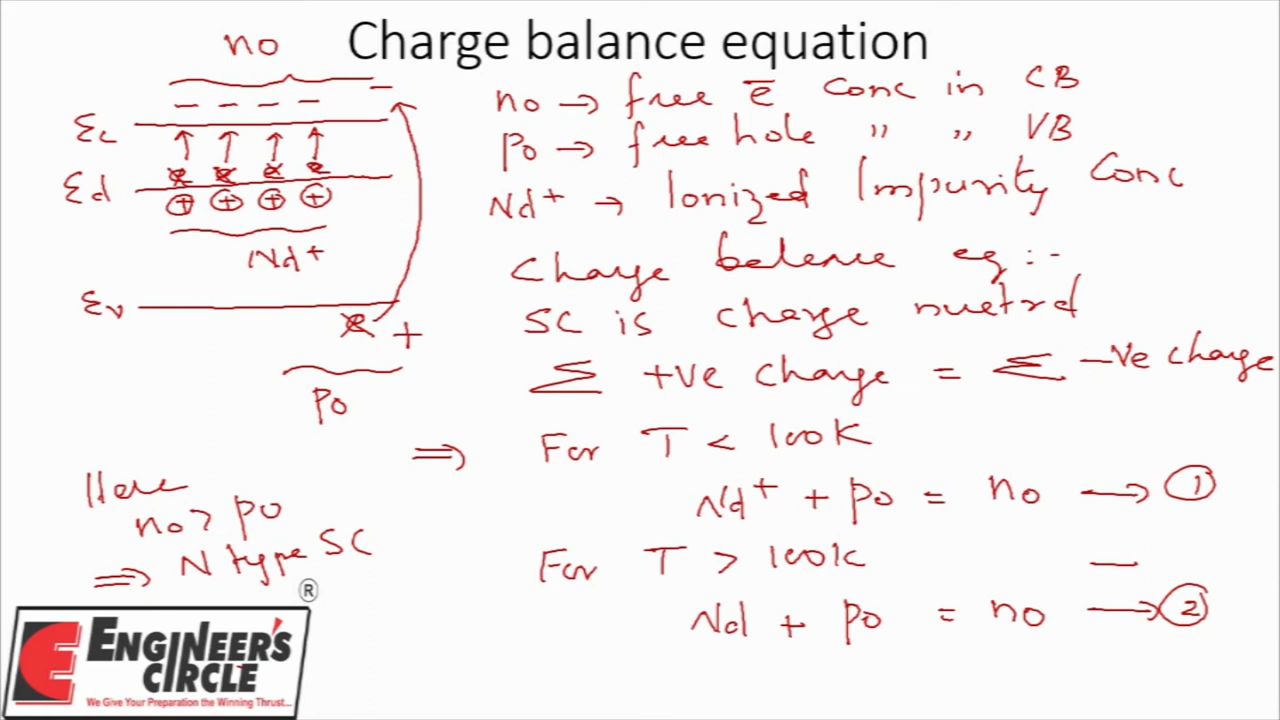 Charge balance equation
no
Ec
Ed
Nd+
Ev
+
po
Here
no > po
⇒ N type SC
no → free e̅ conc in CB
po → free hole " " VB
Nd+ → Ionized Impurity Conc
Charge balence eq :-
SC is charge nuetral
Σ +ve charge = Σ -ve charge
⇒ For T < 100K
Nd+ + po = no → ①
For T > 100K
Nd + po = no → ②
®
ENGINEER'S
CIRCLE
We Give Your Preparation the Winning Thrust...